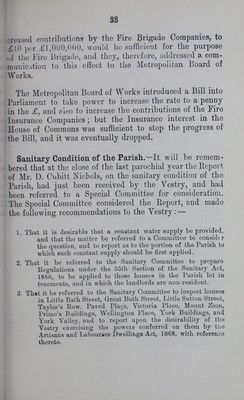 38
creased contributions by the Fire Brigade Companies, to
£10 per £1,000,000, would be sufficient for the purpose
of the Fire Brigade, and they, therefore, addressed a com-
munication to this effect to the Metropolitan Board of
Works.
The Metropolitan Board of Works introduced a Bill into
Parliament to take power to increase the rate to a penny
in the £, and also to increase the contributions of the Fire
Insurance Companies; but the Insurance interest in the
House of Commons was sufficient to stop the progress of
the Bill, and it was eventually dropped.
Sanitary Condition of the Parish.—It will be remem-
bered that at the close of the last parochial year the Report
of Mr. D. Cubitt Nichols, on the sanitary condition of the
Parish, had just been received by the Vestry, and had
been referred to a Special Committee for consideration.
The Special Committee considered the Report, and made
the following recommendations to the Vestry:—
1. That it is desirable that a constant water supply be provided,
and that the matter be referred to a Committee to consider
the question, and to report as to the portion of the Parish to
which such constant supply should be first applied.
2. That it be referred to the Sanitary Committee to prepare
Regulations under the 35th Section of the Sanitary Act,
1866, to be applied to those houses in the Parish let in
tenements, and in which the landlords are non-resident.
3. That it be referred to the Sanitary Committee to inspect houses
in Little Bath Street, Great Bath Street, Little Sutton Street,
Taylor's Row, Paved Place, Victoria Place, Mount Zion,
Primo's Buildings, Wellington Place, York Buildings, and
York Valley, and to report upon the desirability of the
Vestry exercising the powers conferred on them by the
Artisans and Labourers Dwellings Act, 1868, with reference
thereto.